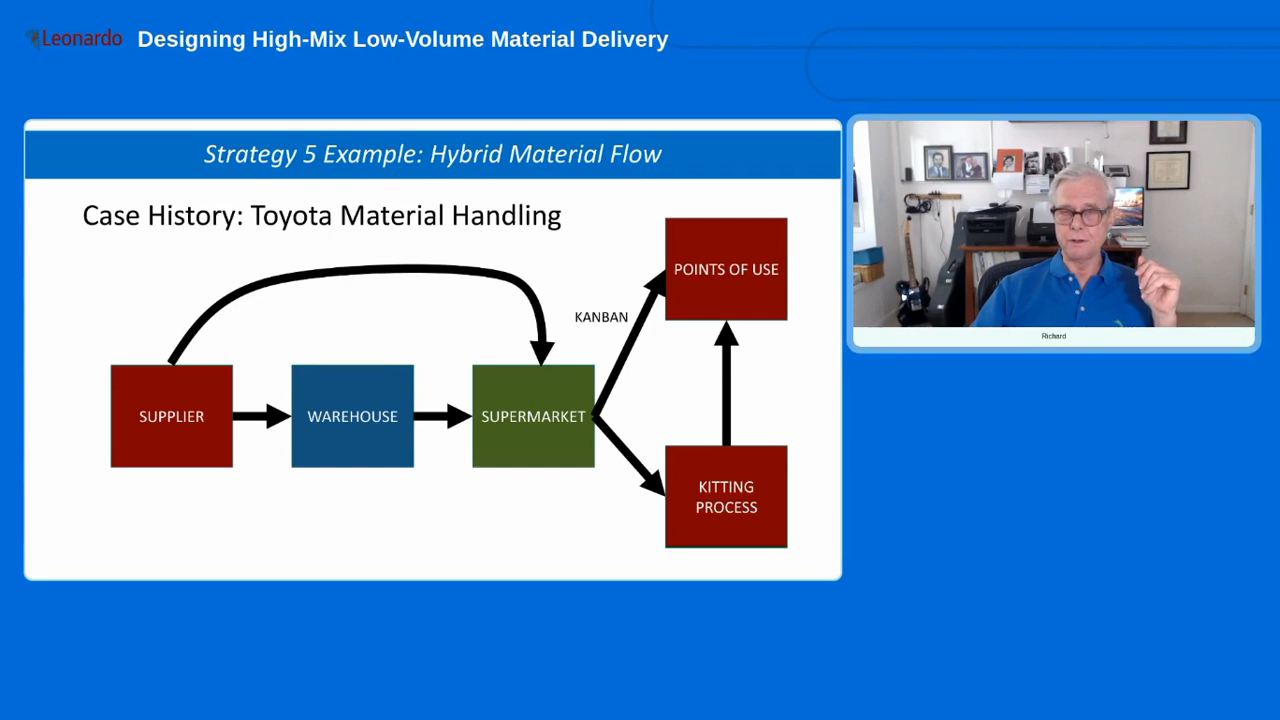 Leonardo
Designing High-Mix Low-Volume Material Delivery
Strategy 5 Example: Hybrid Material Flow
Case History: Toyota Material Handling
POINTS OF USE
KANBAN
SUPPLIER
WAREHOUSE
SUPERMARKET
KITTING
PROCESS
Richard